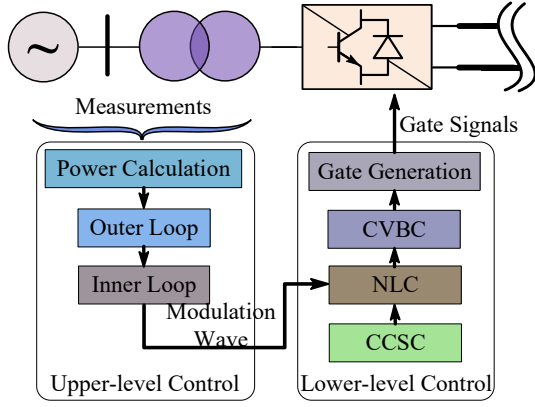 Measurements
Gate Signals
Power Calculation
Outer Loop
Inner Loop
Modulation
Wave
Upper-level Control
Gate Generation
CVBC
NLC
CCSC
Lower-level Control